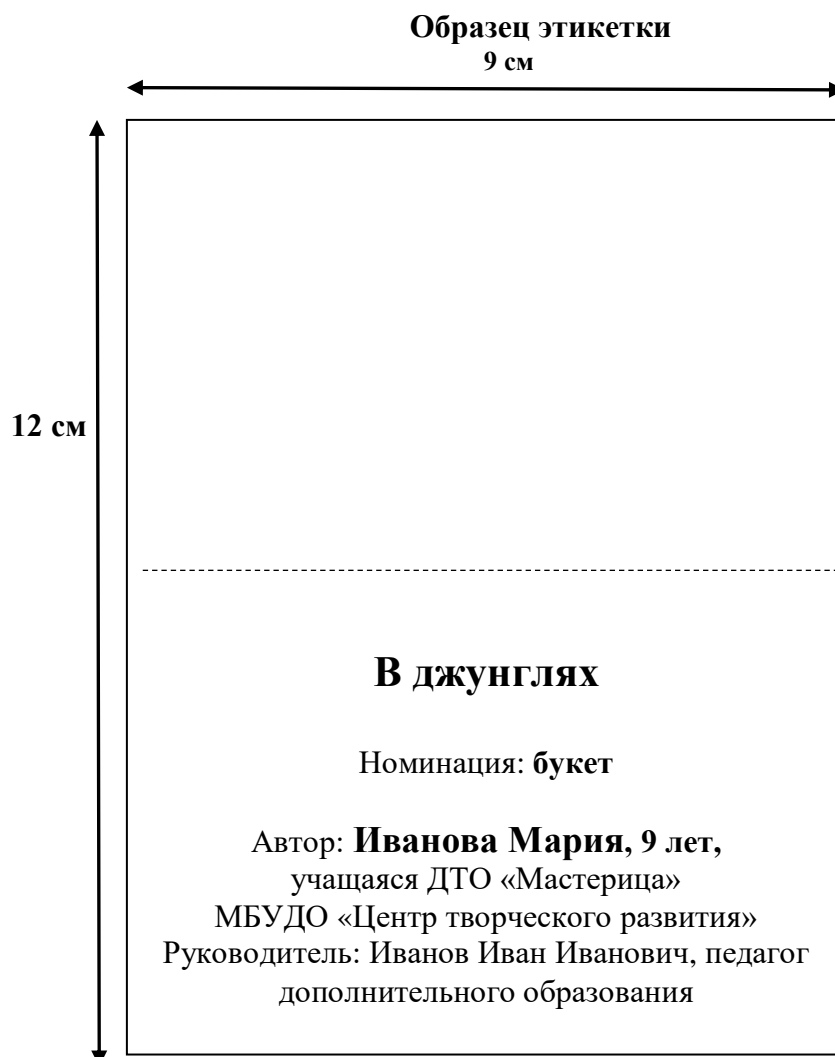 Образец этикетки
9 см
12 см
В джунглях
Номинация: букет
Автор: Иванова Мария, 9 лет,
учащаяся ДТО «Мастерица»
МБУДО «Центр творческого развития»
Руководитель: Иванов Иван Иванович, педагог
дополнительного образования